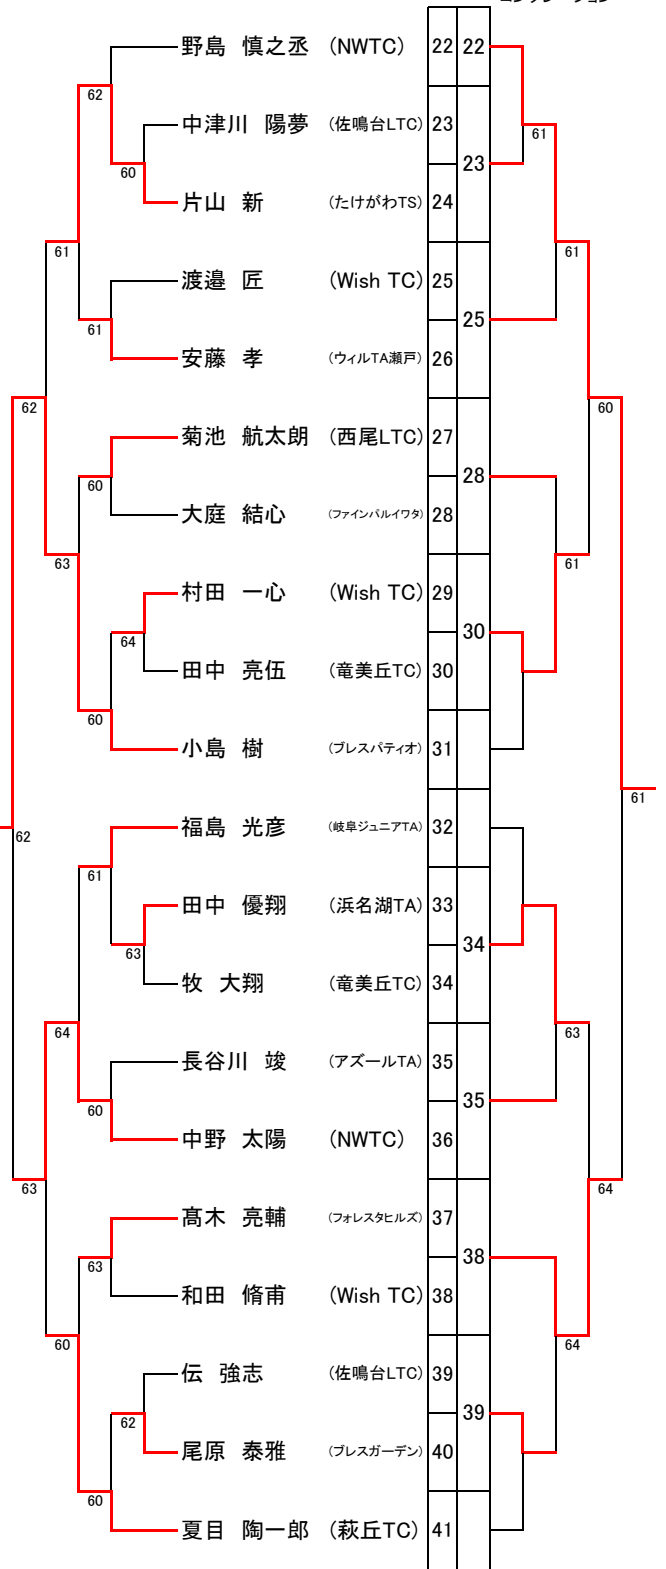 コンソレーション
野島 慎之丞 (NWTC) 22 22
62
中津川 陽夢 (佐鳴台LTC) 23
61
23
60
片山 新 (たけがわTS) 24
61
61
渡邉 匠 (Wish TC) 25
25
61
安藤 孝 (ウィルTA瀬戸) 26
62
60
菊池 航太朗 (西尾LTC) 27
28
60
大庭 結心 (ファインバルイワタ) 28
63
61
村田 一心 (Wish TC) 29
30
64
田中 亮伍 (竜美丘TC) 30
60
小島 樹 (ブレスパティオ) 31
61
62
福島 光彦 (岐阜ジュニアTA) 32
61
田中 優翔 (浜名湖TA) 33
34
63
牧 大翔 (竜美丘TC) 34
64
63
長谷川 竣 (アズールTA) 35
35
60
中野 太陽 (NWTC) 36
63
64
髙木 亮輔 (フォレスタヒルズ) 37
38
63
和田 脩甫 (Wish TC) 38
60
64
伝 強志 (佐鳴台LTC) 39
39
62
尾原 泰雅 (ブレスガーデン) 40
60
夏目 陶一郎 (萩丘TC) 41